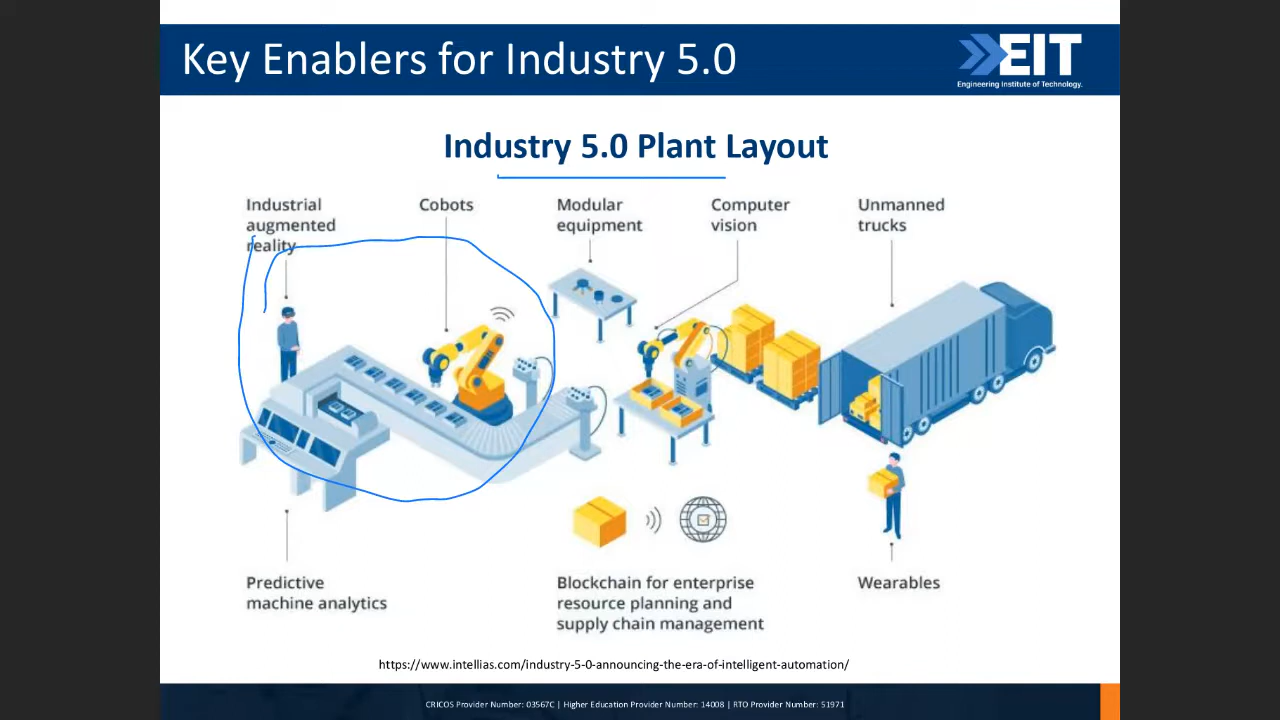 Key Enablers for Industry 5.0
EIT
Engineering Institute of Technology.
Industry 5.0 Plant Layout
Industrial
augmented
reality
Cobots
Modular
equipment
Computer
vision
Unmanned
trucks
Predictive
machine analytics
Blockchain for enterprise
resource planning and
supply chain management
Wearables
https://www.intellias.com/industry-5-0-announcing-the-era-of-intelligent-automation/
CRICOS Provider Number: 03567C | Higher Education Provider Number: 14008 | RTO Provider Number: 51971